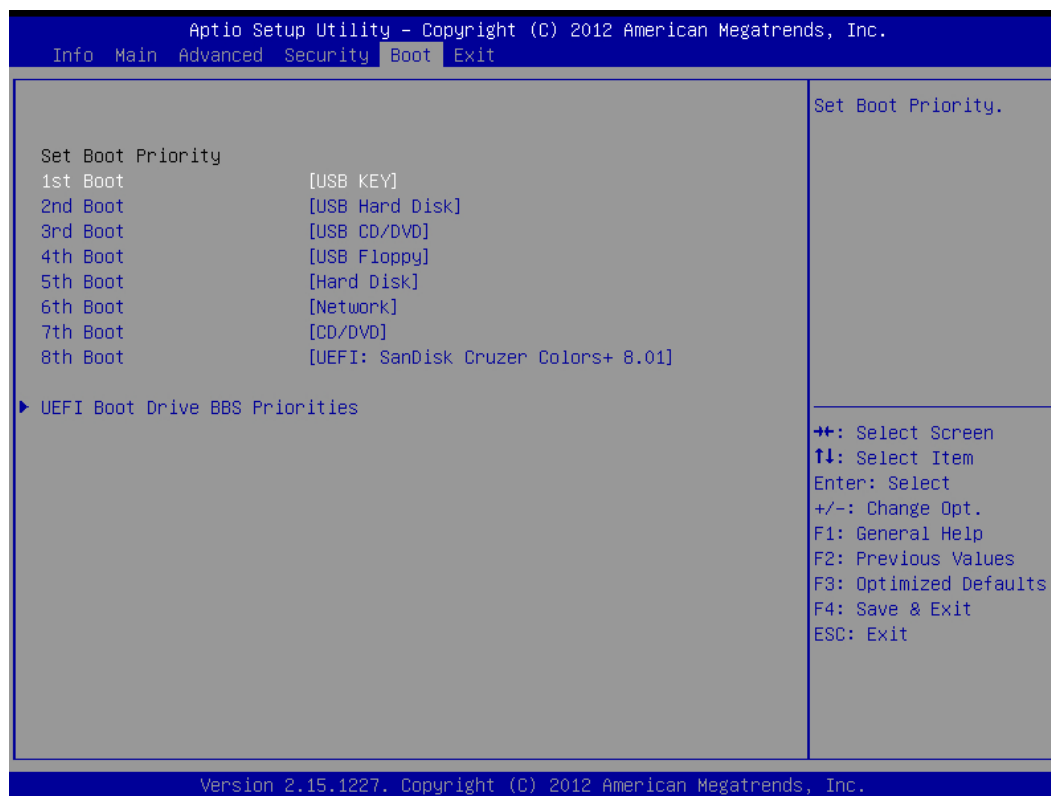 Aptio Setup Utility – Copyright (C) 2012 American Megatrends, Inc.
Info Main Advanced Security Boot Exit
Set Boot Priority
1st Boot [USB KEY]
2nd Boot [USB Hard Disk]
3rd Boot [USB CD/DVD]
4th Boot [USB Floppy]
5th Boot [Hard Disk]
6th Boot [Network]
7th Boot [CD/DVD]
8th Boot [UEFI: SanDisk Cruzer Colors+ 8.01]
▶ UEFI Boot Drive BBS Priorities
Set Boot Priority.
→←: Select Screen
↑↓: Select Item
Enter: Select
+/-: Change Opt.
F1: General Help
F2: Previous Values
F3: Optimized Defaults
F4: Save & Exit
ESC: Exit
Version 2.15.1227. Copyright (C) 2012 American Megatrends, Inc.